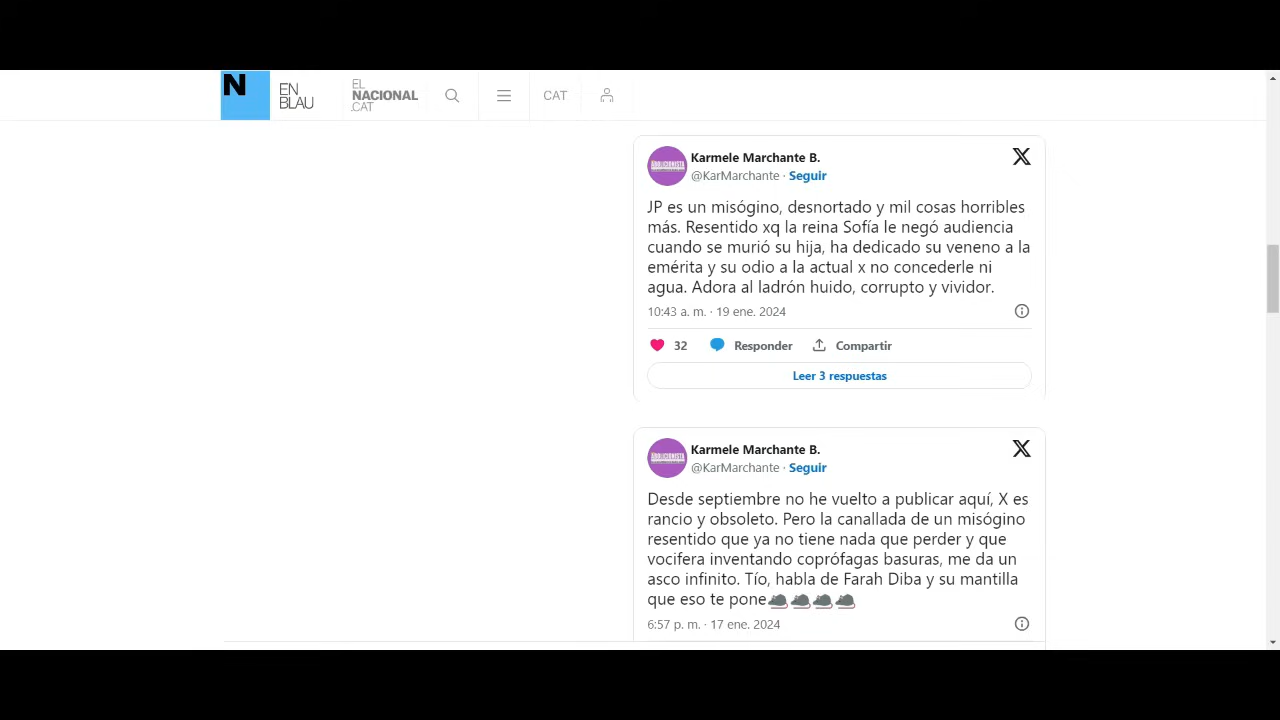 N
EN
BLAU
EL
NACIONAL
.CAT
CAT
Karmele Marchante B.
@KarMarchante · Seguir
JP es un misógino, desnortado y mil cosas horribles
más. Resentido xq la reina Sofía le negó audiencia
cuando se murió su hija, ha dedicado su veneno a la
emérita y su odio a la actual x no concederle ni
agua. Adora al ladrón huido, corrupto y vividor.
10:43 a. m. · 19 ene. 2024
32 Responder Compartir
Leer 3 respuestas
Karmele Marchante B.
@KarMarchante · Seguir
Desde septiembre no he vuelto a publicar aquí, X es
rancio y obsoleto. Pero la canallada de un misógino
resentido que ya no tiene nada que perder y que
vocifera inventando coprófagas basuras, me da un
asco infinito. Tío, habla de Farah Diba y su mantilla
que eso te pone🐀🐀🐀🐀
6:57 p. m. · 17 ene. 2024